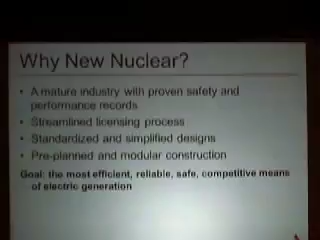 Why New Nuclear?
• A mature industry with proven safety and
performance records
• Streamlined licensing process
• Standardized and simplified designs
• Pre-planned and modular construction
Goal: the most efficient, reliable, safe, competitive means
of electric generation